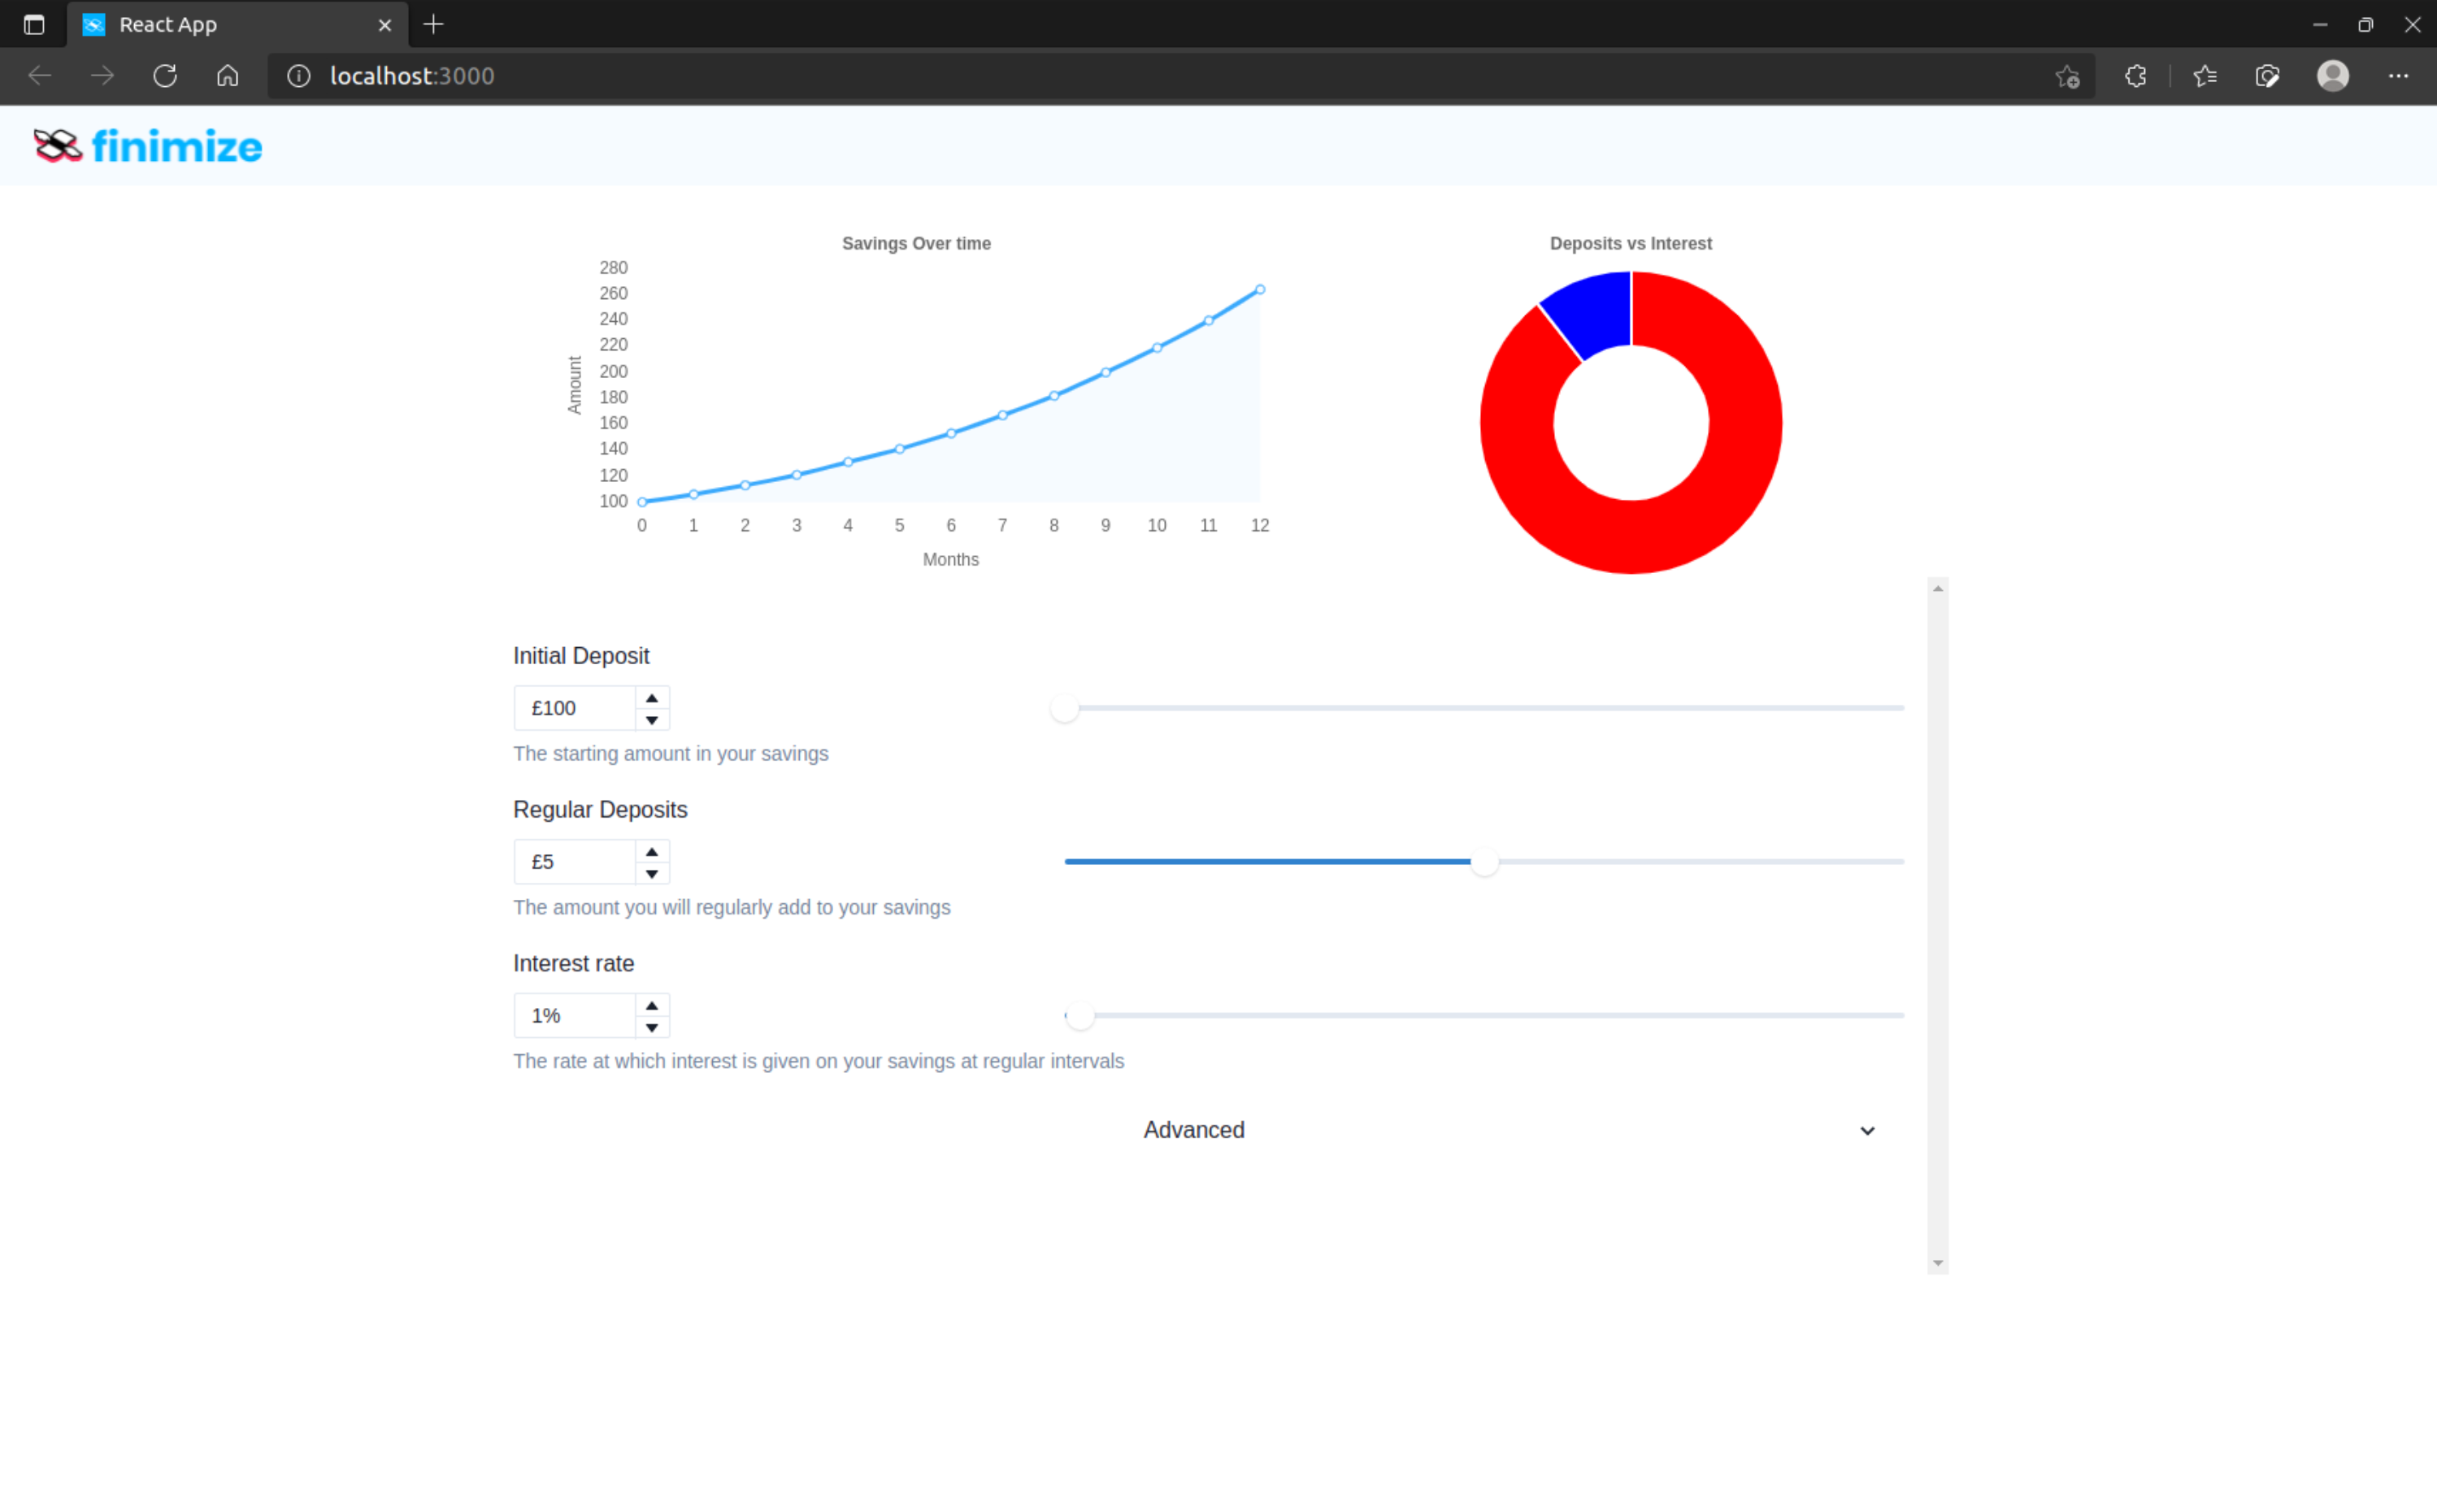 React App
localhost:3000
finimize
Savings Over time
280
260
240
220
200
180
160
140
120
100
Amount
0 1 2 3 4 5 6 7 8 9 10 11 12
Months
Deposits vs Interest
Initial Deposit
£100
The starting amount in your savings
Regular Deposits
£5
The amount you will regularly add to your savings
Interest rate
1%
The rate at which interest is given on your savings at regular intervals
Advanced